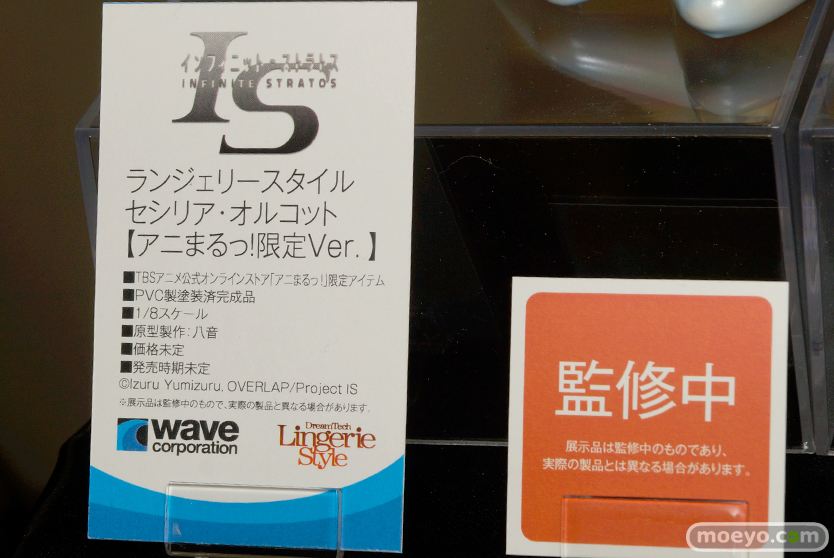 IS
インフィニット・ストラトス
INFINITE STRATOS
ランジェリースタイル
セシリア・オルコット
【アニまるっ!限定Ver.】
■TBSアニメ公式オンラインストア「アニまるっ!」限定アイテム
■PVC製塗装済完成品
■1/8スケール
■原型製作:八音
■価格未定
■発売時期未定
©Izuru Yumizuru, OVERLAP/Project IS
※展示品は監修中のもので、実際の製品と異なる場合があります。
wave
corporation
DreamTech
Lingerie
Style
監修中
展示品は監修中のものであり、
実際の製品とは異なる場合があります。
moeyo.com